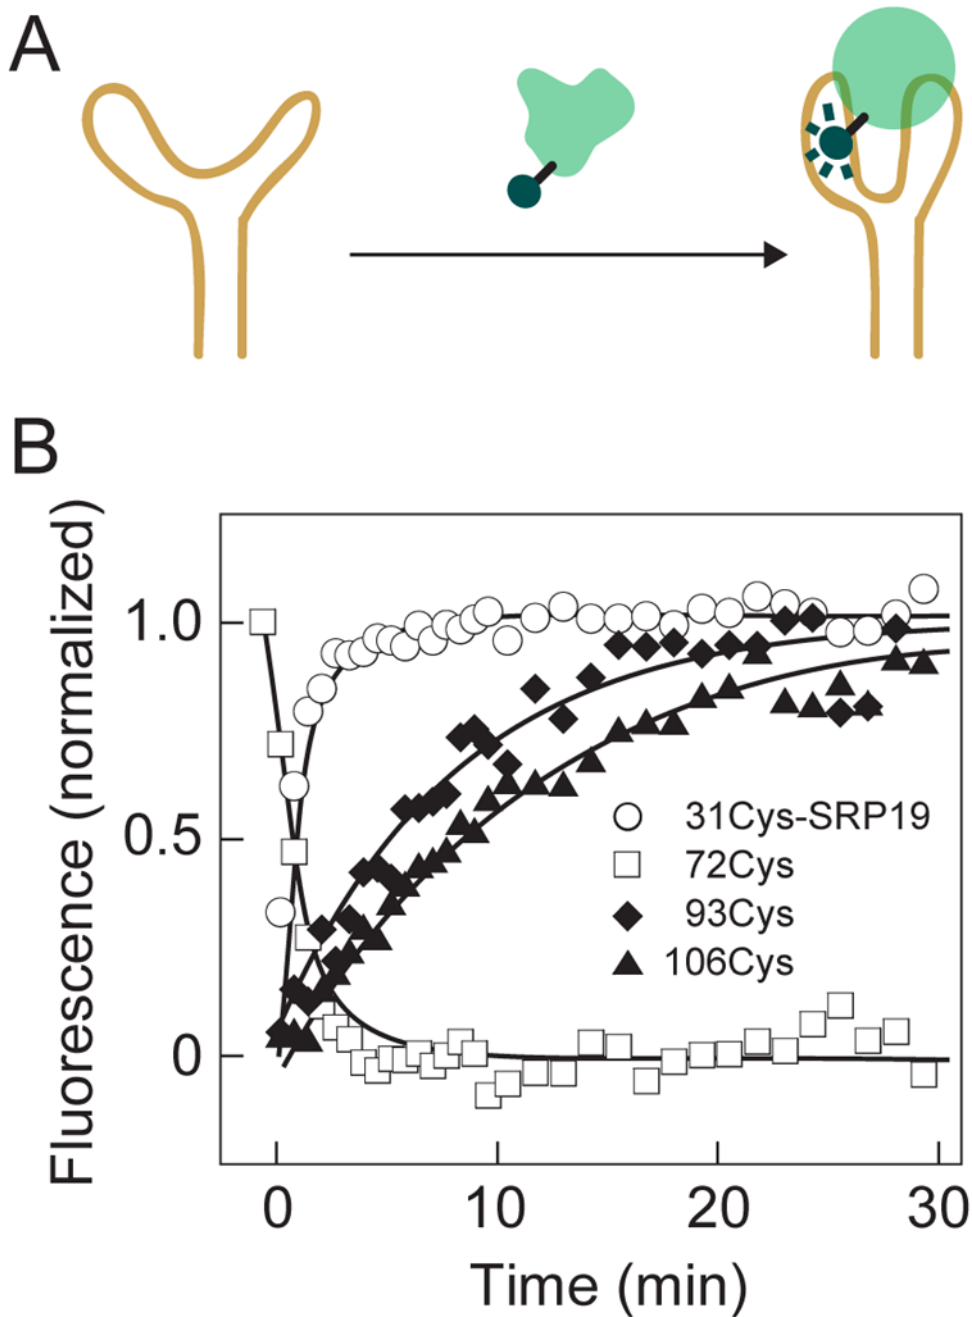 A
B
Fluorescence (normalized)
1.0
0.5
0
31Cys-SRP19
72Cys
93Cys
106Cys
0 10 20 30
Time (min)